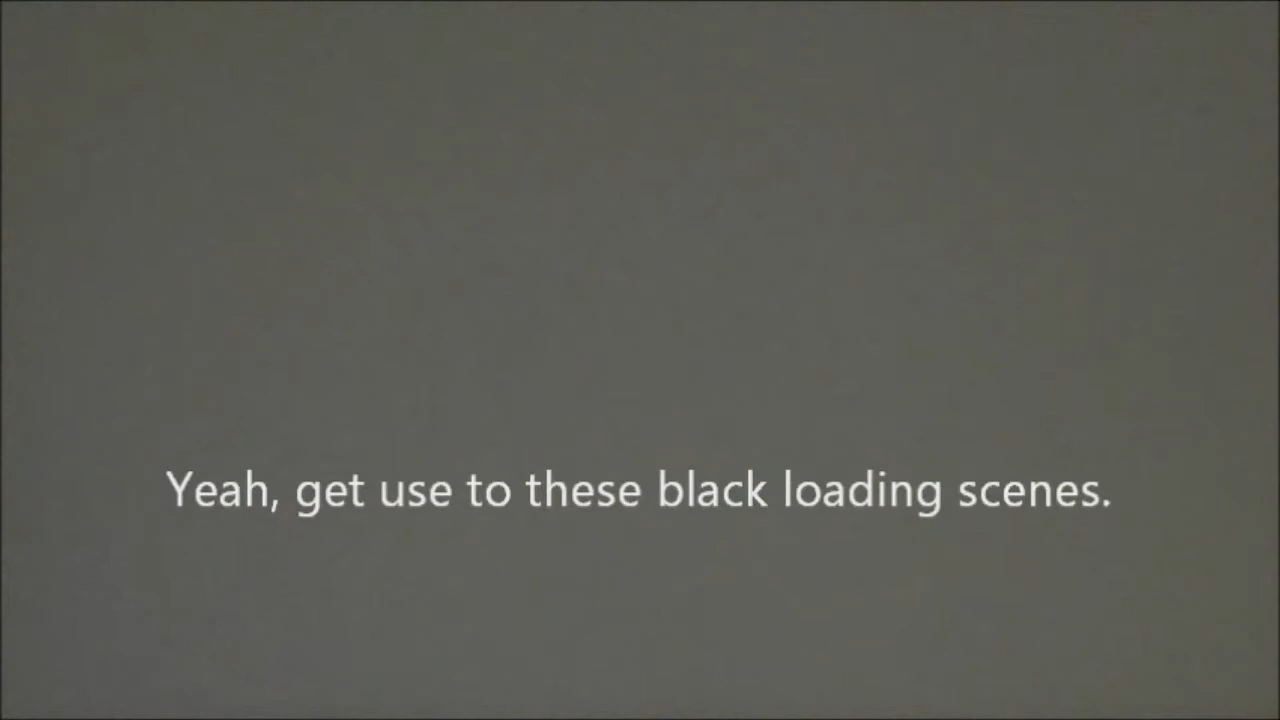 Yeah, get use to these black loading scenes.